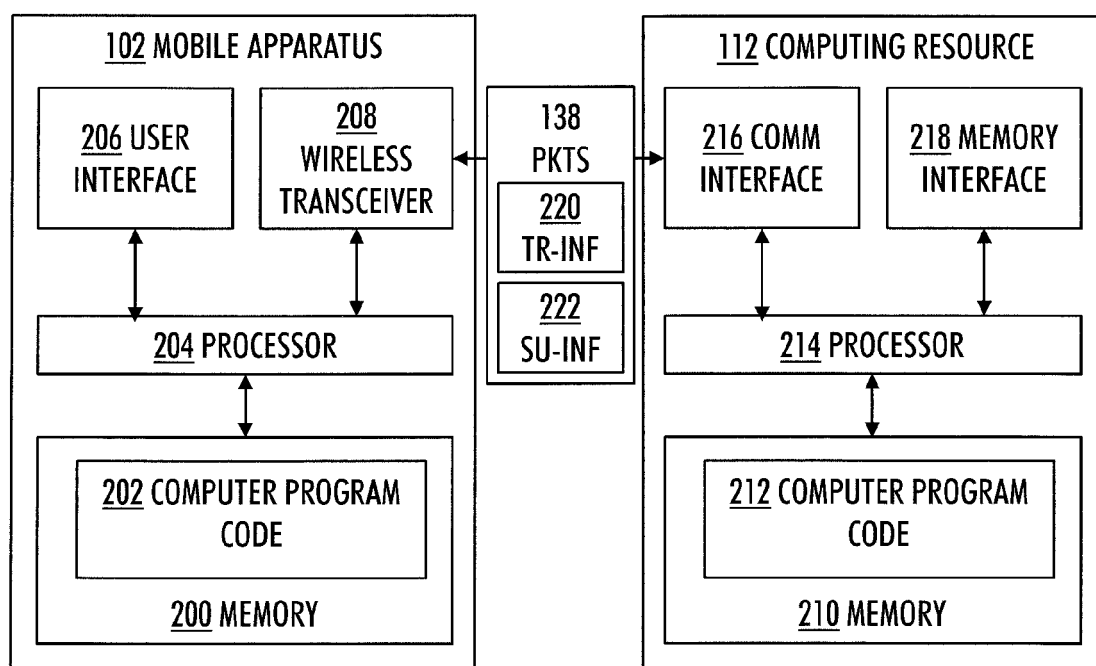 102 MOBILE APPARATUS
206 USER
INTERFACE
208
WIRELESS
TRANSCEIVER
204 PROCESSOR
202 COMPUTER PROGRAM
CODE
200 MEMORY
138
PKTS
220
TR-INF
222
SU-INF
112 COMPUTING RESOURCE
216 COMM
INTERFACE
218 MEMORY
INTERFACE
214 PROCESSOR
212 COMPUTER PROGRAM
CODE
210 MEMORY